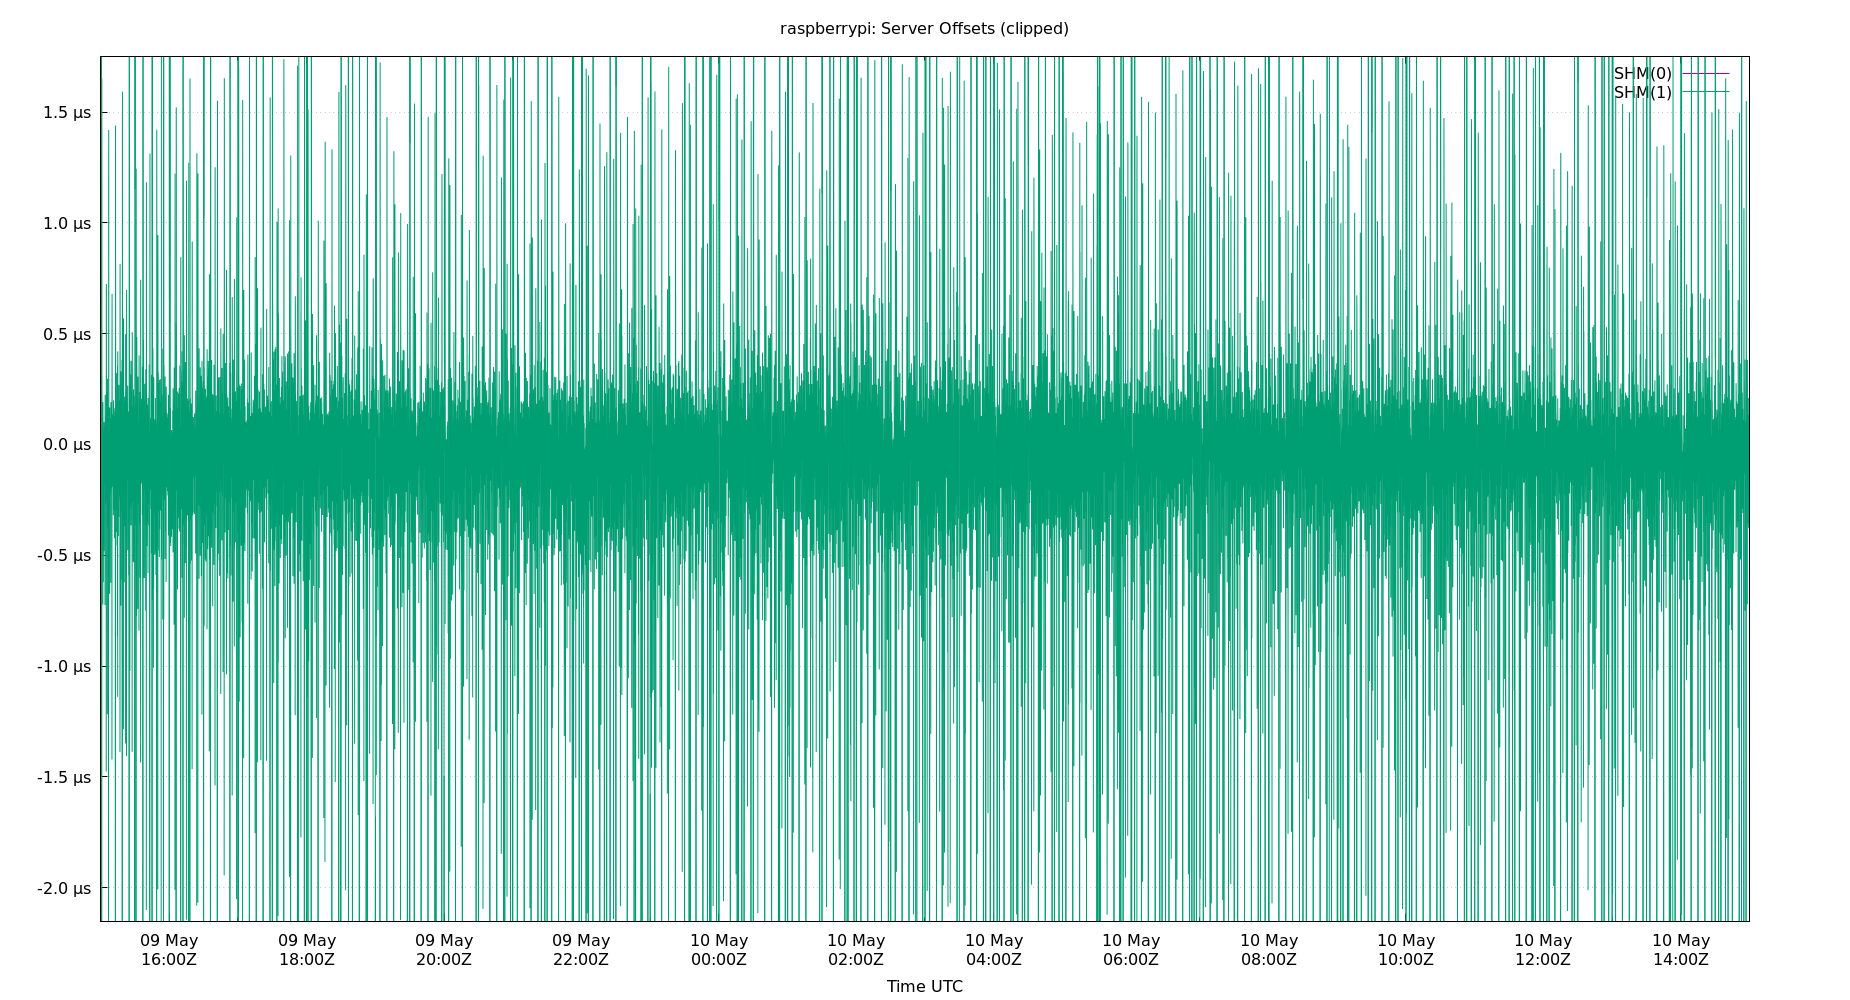 raspberrypi: Server Offsets (clipped)
SHM(0)
SHM(1)
1.5 µs
1.0 µs
0.5 µs
0.0 µs
-0.5 µs
-1.0 µs
-1.5 µs
-2.0 µs
09 May 09 May 09 May 09 May 10 May 10 May 10 May 10 May 10 May 10 May 10 May 10 May
16:00Z 18:00Z 20:00Z 22:00Z 00:00Z 02:00Z 04:00Z 06:00Z 08:00Z 10:00Z 12:00Z 14:00Z
Time UTC